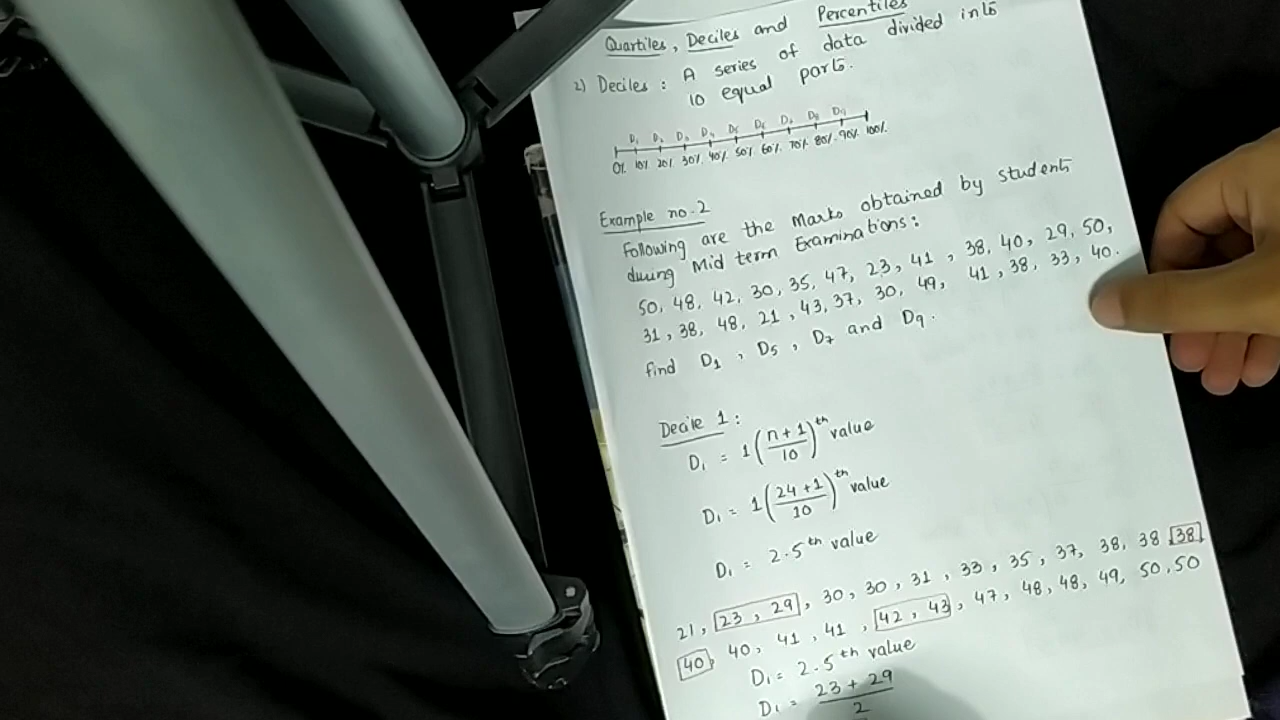 Quartiles, Deciles and Percentiles
2) Deciles : A series of data divided into
10 equal parts.
D1 D2 D3 D4 D5 D6 D7 D8 D9
0% 10% 20% 30% 40% 50% 60% 70% 80% 90% 100%
Example no.2
Following are the Marks obtained by students
during Mid term Examinations:
50, 48, 42, 30, 35, 47, 23, 41, 38, 40, 29, 50,
31, 38, 48, 21, 43, 37, 30, 49, 41, 38, 33, 40.
find D1, D5, D7 and D9.
Decile 1:
D1 = 1(n+1/10)th value
D1 = 1(24+1/10)th value
D1 = 2.5th value
21, 23, 29, 30, 30, 31, 33, 35, 37, 38, 38 38
40, 40, 41, 41, 42, 43, 47, 48, 48, 49, 50, 50
D1 = 2.5th value
D1 = 23+29/2